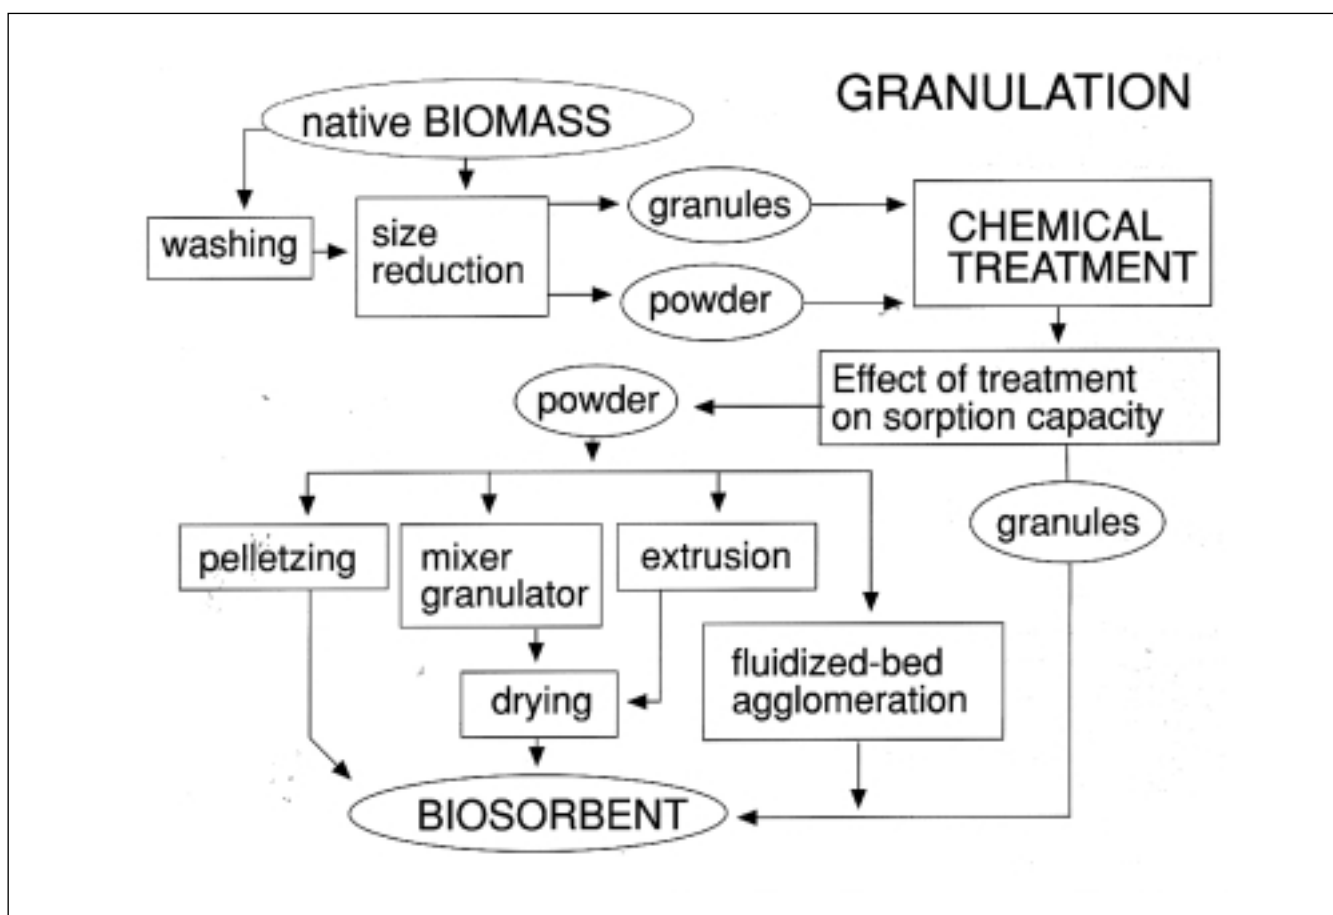 GRANULATION
native BIOMASS
washing
size
reduction
granules
powder
CHEMICAL
TREATMENT
Effect of treatment
on sorption capacity
powder
granules
pelletzing
mixer
granulator
extrusion
fluidized-bed
agglomeration
drying
BIOSORBENT